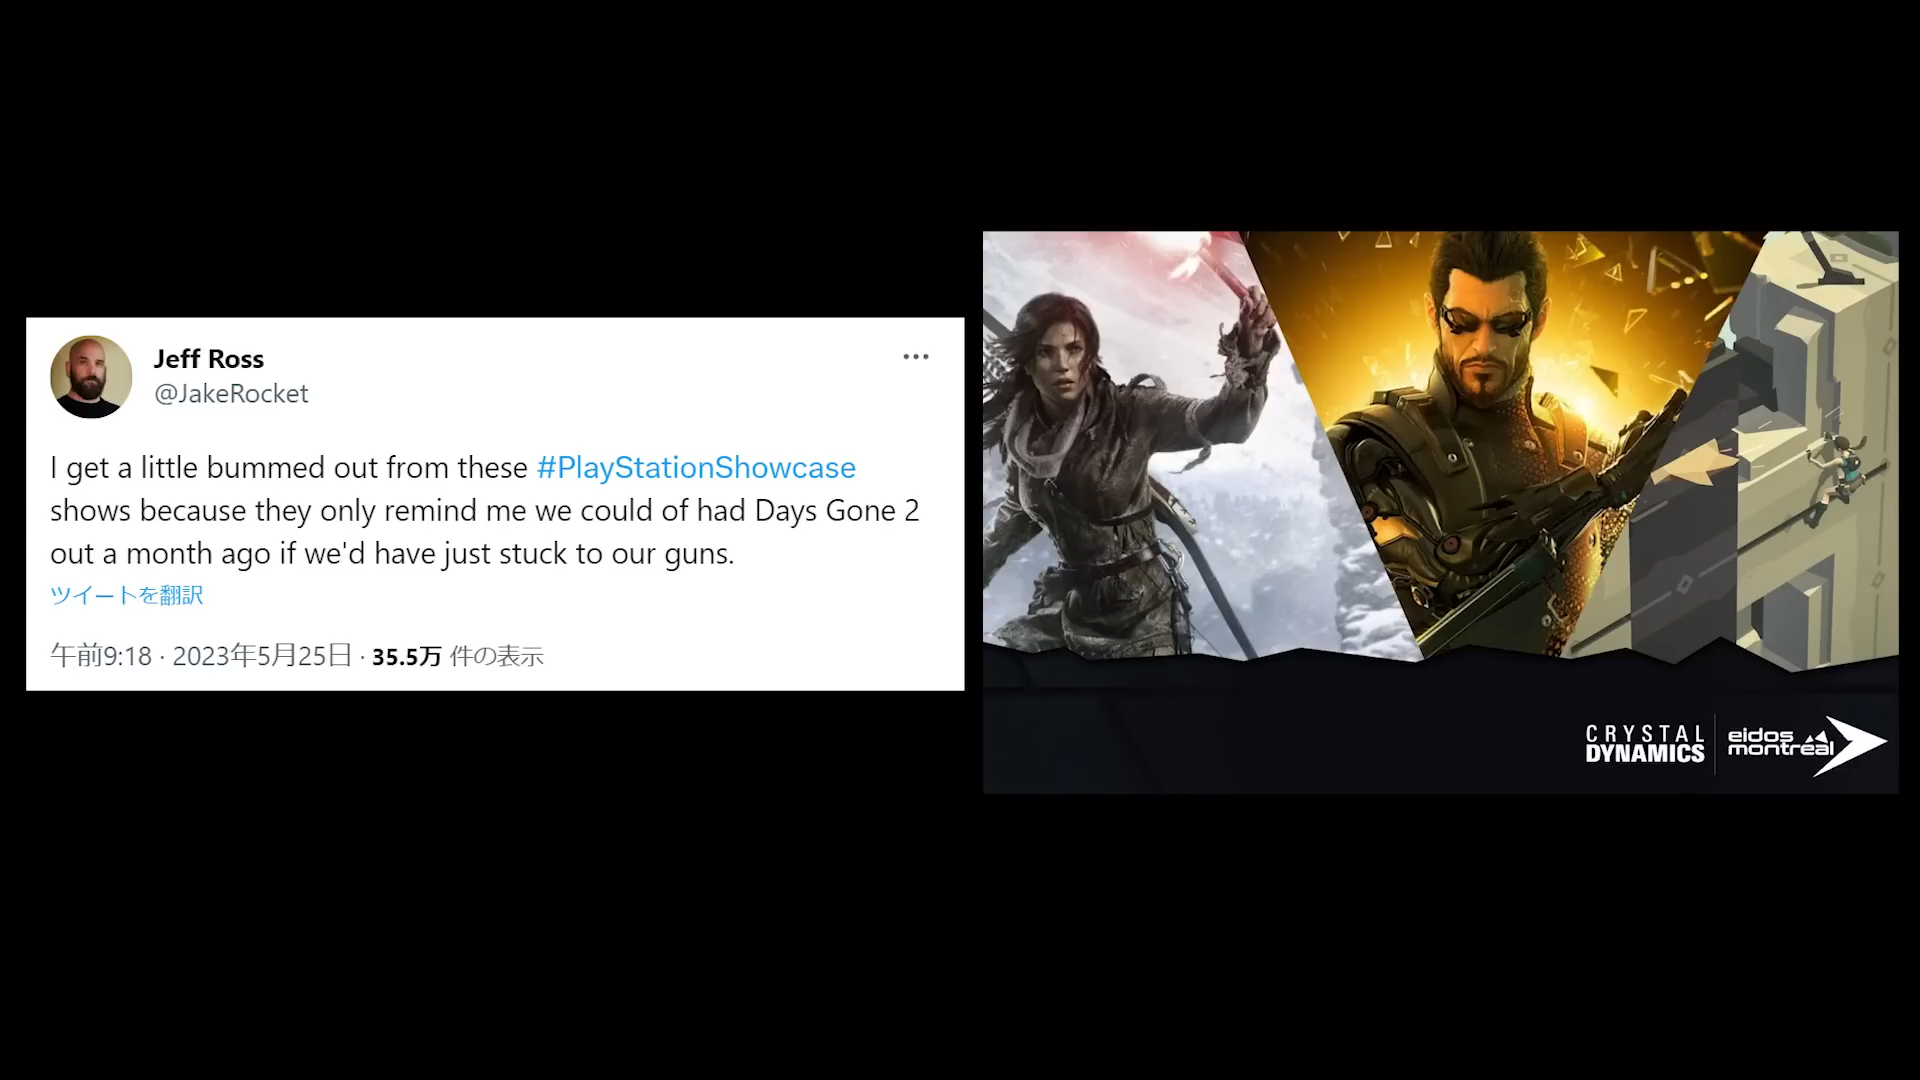 Jeff Ross
@JakeRocket
I get a little bummed out from these #PlayStationShowcase
shows because they only remind me we could of had Days Gone 2
out a month ago if we'd have just stuck to our guns.
ツイートを翻訳
午前9:18 · 2023年5月25日 · 35.5万 件の表示
CRYSTAL
DYNAMICS
eidos
montréal